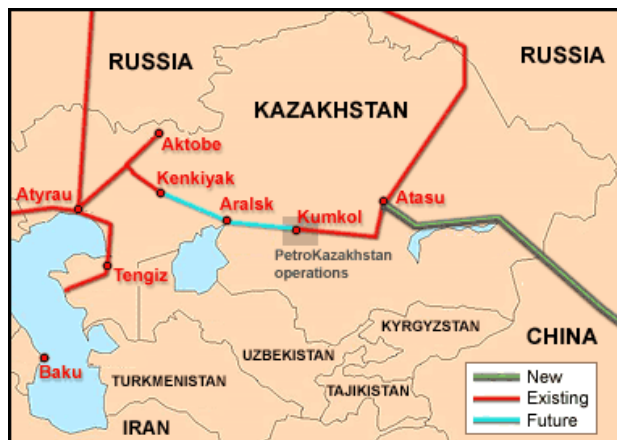 RUSSIA
RUSSIA
KAZAKHSTAN
Aktobe
Kenkiyak
Atyrau
Aralsk
Atasu
Kumkol
PetroKazakhstan
operations
Tengiz
KYRGYZSTAN
CHINA
UZBEKISTAN
Baku
TURKMENISTAN
TAJIKISTAN
IRAN
New
Existing
Future